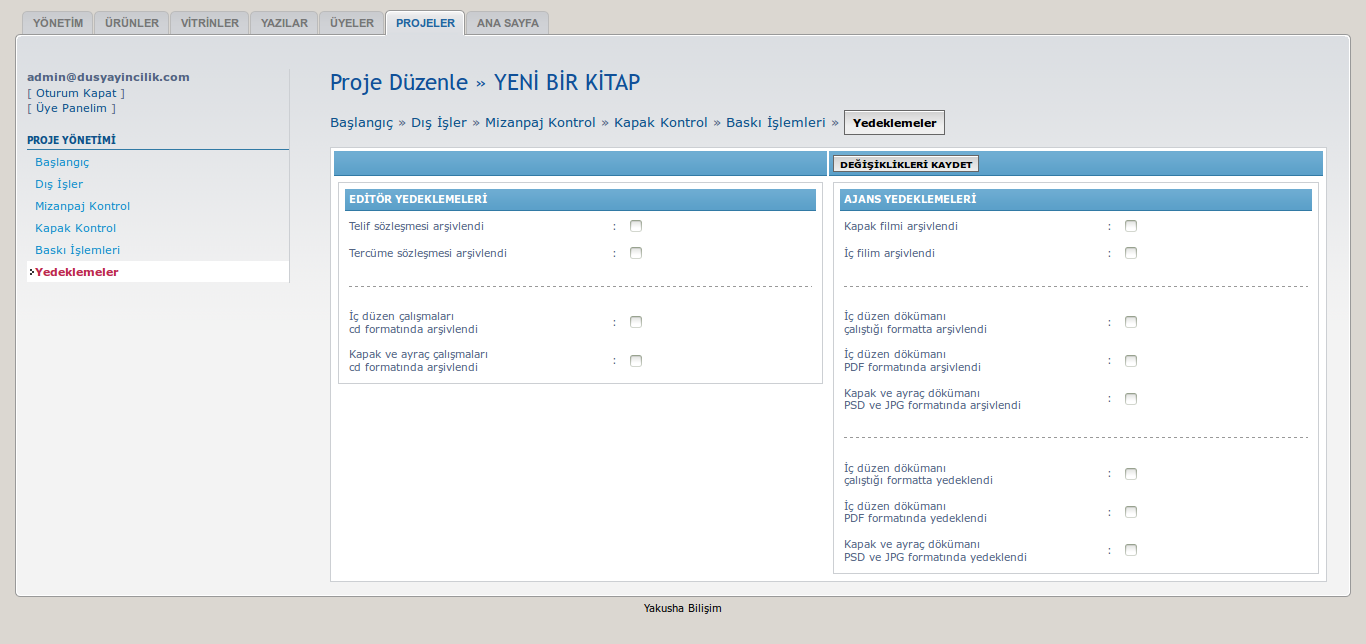 YÖNETİM ÜRÜNLER VİTRİNLER YAZILAR ÜYELER PROJELER ANA SAYFA
admin@dusyayincilik.com
[ Oturum Kapat ]
[ Üye Panelim ]
PROJE YÖNETİMİ
Başlangıç
Dış İşler
Mizanpaj Kontrol
Kapak Kontrol
Baskı İşlemleri
Yedeklemeler
Proje Düzenle » YENİ BİR KİTAP
Başlangıç » Dış İşler » Mizanpaj Kontrol » Kapak Kontrol » Baskı İşlemleri » Yedeklemeler
DEĞİŞİKLİKLERİ KAYDET
EDİTÖR YEDEKLEMELERİ
Telif sözleşmesi arşivlendi :
Tercüme sözleşmesi arşivlendi :
İç düzen çalışmaları
cd formatında arşivlendi :
Kapak ve ayraç çalışmaları
cd formatında arşivlendi :
AJANS YEDEKLEMELERİ
Kapak filmi arşivlendi :
İç filim arşivlendi :
İç düzen dökümanı
çalıştığı formatta arşivlendi :
İç düzen dökümanı
PDF formatında arşivlendi :
Kapak ve ayraç dökümanı
PSD ve JPG formatında arşivlendi :
İç düzen dökümanı
çalıştığı formatta yedeklendi :
İç düzen dökümanı
PDF formatında yedeklendi :
Kapak ve ayraç dökümanı
PSD ve JPG formatında yedeklendi :
Yakusha Bilişim